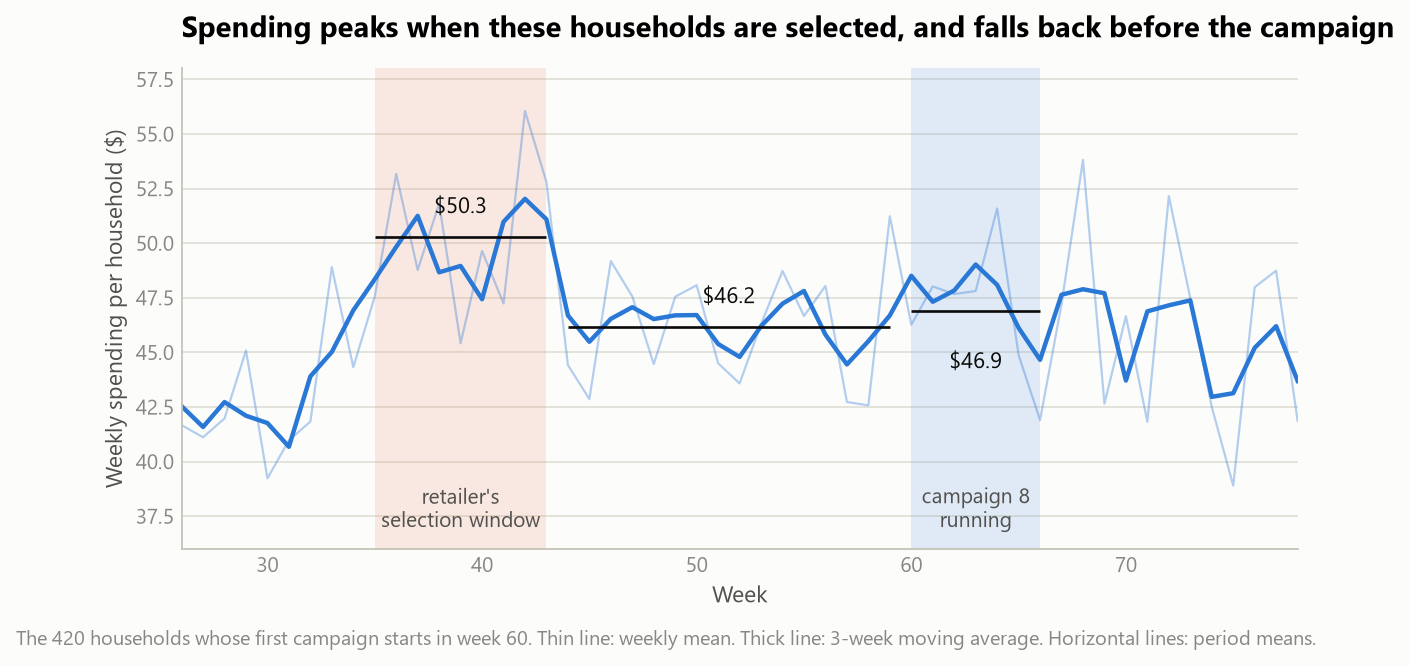 Spending peaks when these households are selected, and falls back before the campaign
Weekly spending per household ($)
57.5
55.0
52.5
50.0
47.5
45.0
42.5
40.0
37.5
$50.3
$46.2
$46.9
retailer's
selection window
campaign 8
running
30
40
50
60
70
Week
The 420 households whose first campaign starts in week 60. Thin line: weekly mean. Thick line: 3-week moving average. Horizontal lines: period means.